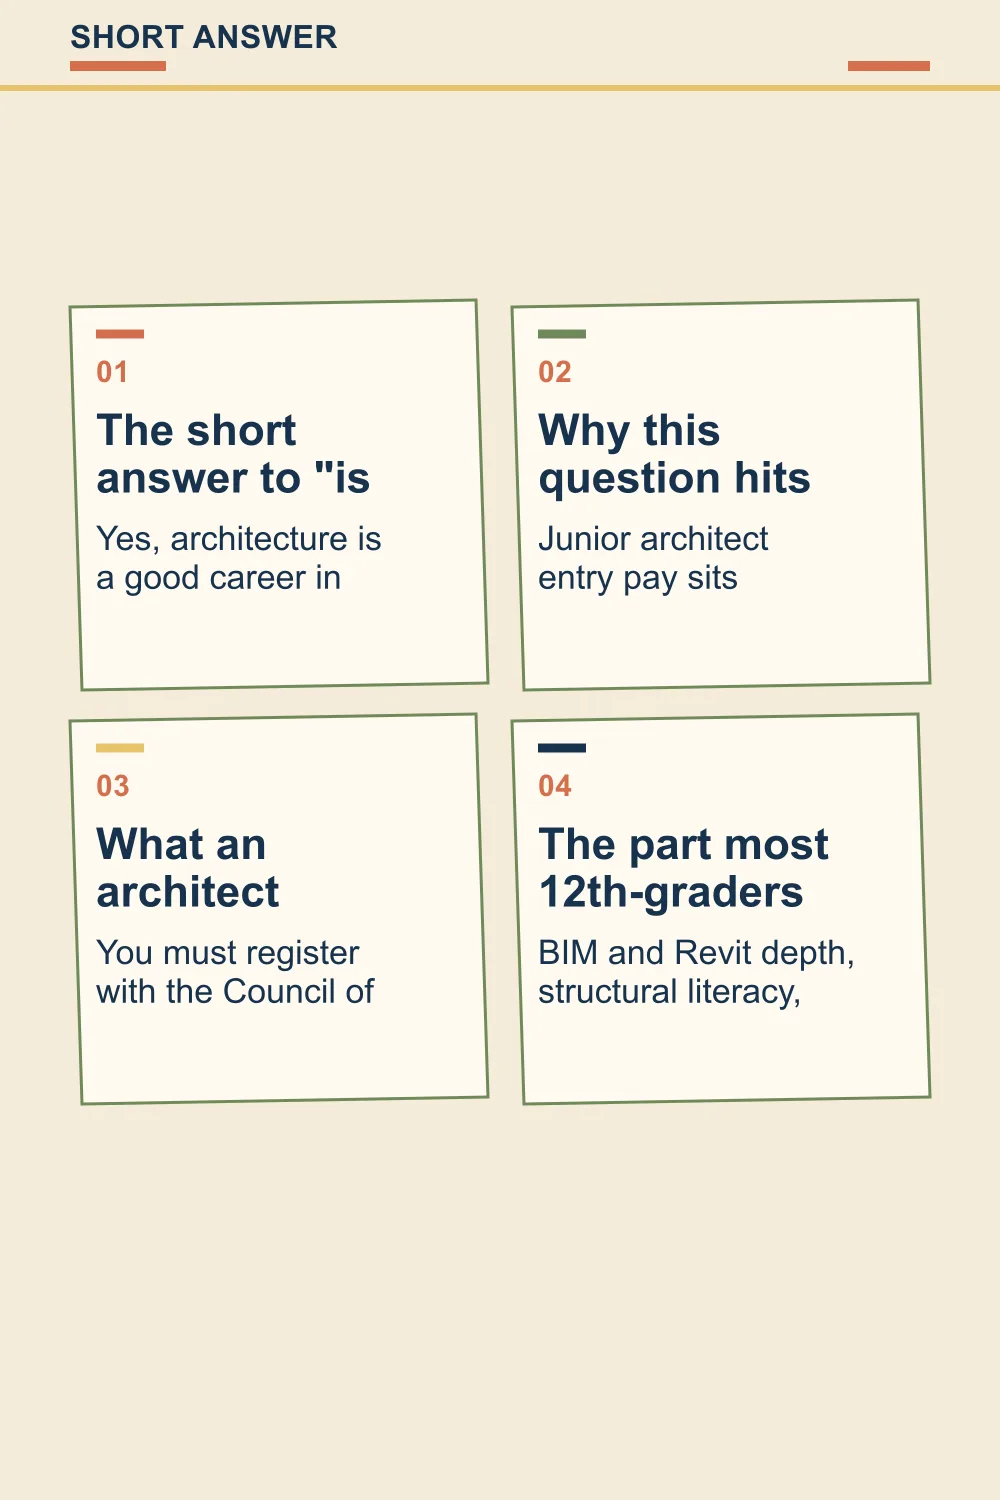 SHORT ANSWER
01
The short
answer to "is
Yes, architecture is
a good career in
02
Why this
question hits
Junior architect
entry pay sits
03
What an
architect
You must register
with the Council of
04
The part most
12th-graders
BIM and Revit depth,
structural literacy,